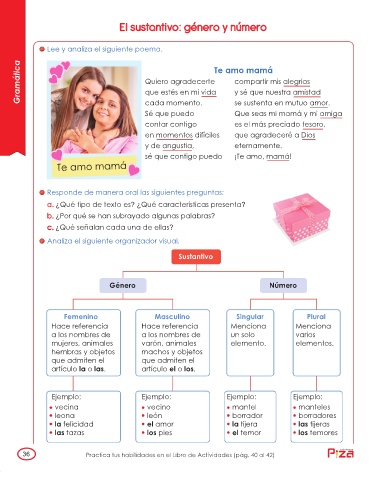 El sustantivo: género y número
Gramática
Lee y analiza el siguiente poema.
Te amo mamá
Quiero agradecerte
que estés en mi vida
cada momento.
Sé que puedo
contar contigo
en momentos difíciles
y de angustia,
sé que contigo puedo
compartir mis alegrías
y sé que nuestra amistad
se sustenta en mutuo amor.
Que seas mi mamá y mi amiga
es el más preciado tesoro,
que agradeceré a Dios
eternamente.
¡Te amo, mamá!
Te amo mamá
Responde de manera oral las siguientes preguntas:
a. ¿Qué tipo de texto es? ¿Qué características presenta?
b. ¿Por qué se han subrayado algunas palabras?
c. ¿Qué señalan cada una de ellas?
Analiza el siguiente organizador visual.
Sustantivo
Género
Número
Femenino
Hace referencia
a los nombres de
mujeres, animales
hembras y objetos
que admiten el
artículo la o las.
Masculino
Hace referencia
a los nombres de
varón, animales
machos y objetos
que admiten el
artículo el o los.
Singular
Menciona
un solo
elemento.
Plural
Menciona
varios
elementos.
Ejemplo:
• vecina
• leona
• la felicidad
• las tazas
Ejemplo:
• vecino
• león
• el amor
• los pies
Ejemplo:
• mantel
• borrador
• la tijera
• el temor
Ejemplo:
• manteles
• borradores
• las tijeras
• los temores
36
Practica tus habilidades en el Libro de Actividades (pág. 40 al 42)